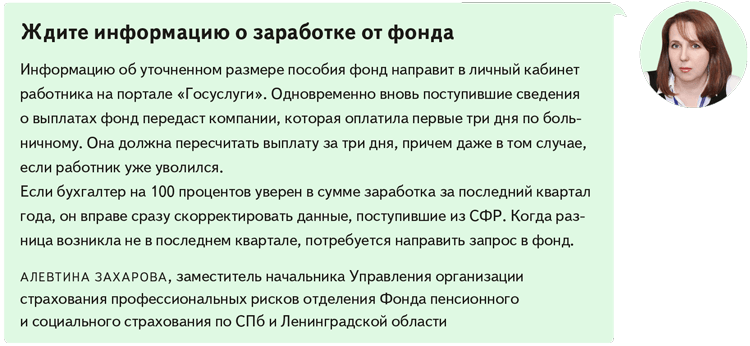 Ждите информацию о заработке от фонда
Информацию об уточненном размере пособия фонд направит в личный кабинет
работника на портале «Госуслуги». Одновременно вновь поступившие сведения
о выплатах фонд передаст компании, которая оплатила первые три дня по боль-
ничному. Она должна пересчитать выплату за три дня, причем даже в том случае,
если работник уже уволился.
Если бухгалтер на 100 процентов уверен в сумме заработка за последний квартал
года, он вправе сразу скорректировать данные, поступившие из СФР. Когда раз-
ница возникла не в последнем квартале, потребуется направить запрос в фонд.
АЛЕВТИНА ЗАХАРОВА, заместитель начальника Управления организации
страхования профессиональных рисков отделения Фонда пенсионного
и социального страхования по СПб и Ленинградской области